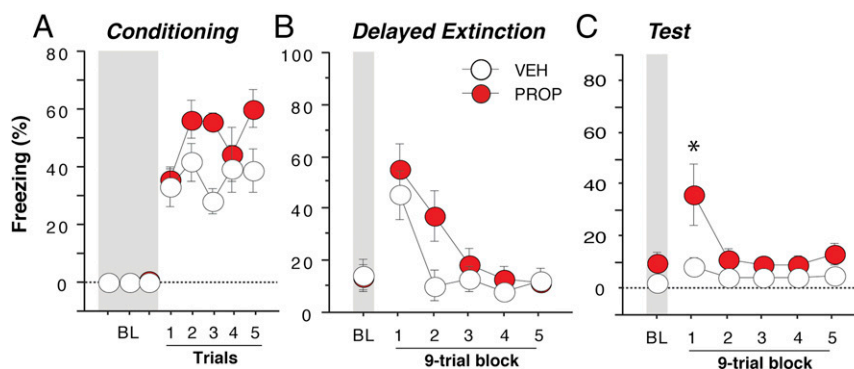 A Conditioning
B Delayed Extinction
C Test
Freezing (%)
80
60
40
20
0
BL 1 2 3 4 5
Trials
100
80
60
40
20
0
VEH
PROP
BL 1 2 3 4 5
9-trial block
80
60
40
20
0
*
BL 1 2 3 4 5
9-trial block